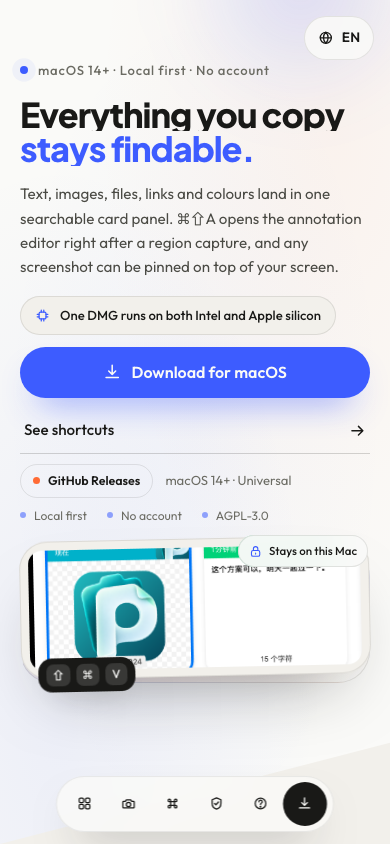 EN
macOS 14+ · Local first · No account
Everything you copy
stays findable.
Text, images, files, links and colours land in one
searchable card panel. ⌘⇧A opens the annotation
editor right after a region capture, and any
screenshot can be pinned on top of your screen.
One DMG runs on both Intel and Apple silicon
Download for macOS
See shortcuts
GitHub Releases
macOS 14+ · Universal
Local first
No account
AGPL-3.0
Stays on this Mac
这个方案可以，明天一起过一下。
15 个字符
⇧ ⌘ V